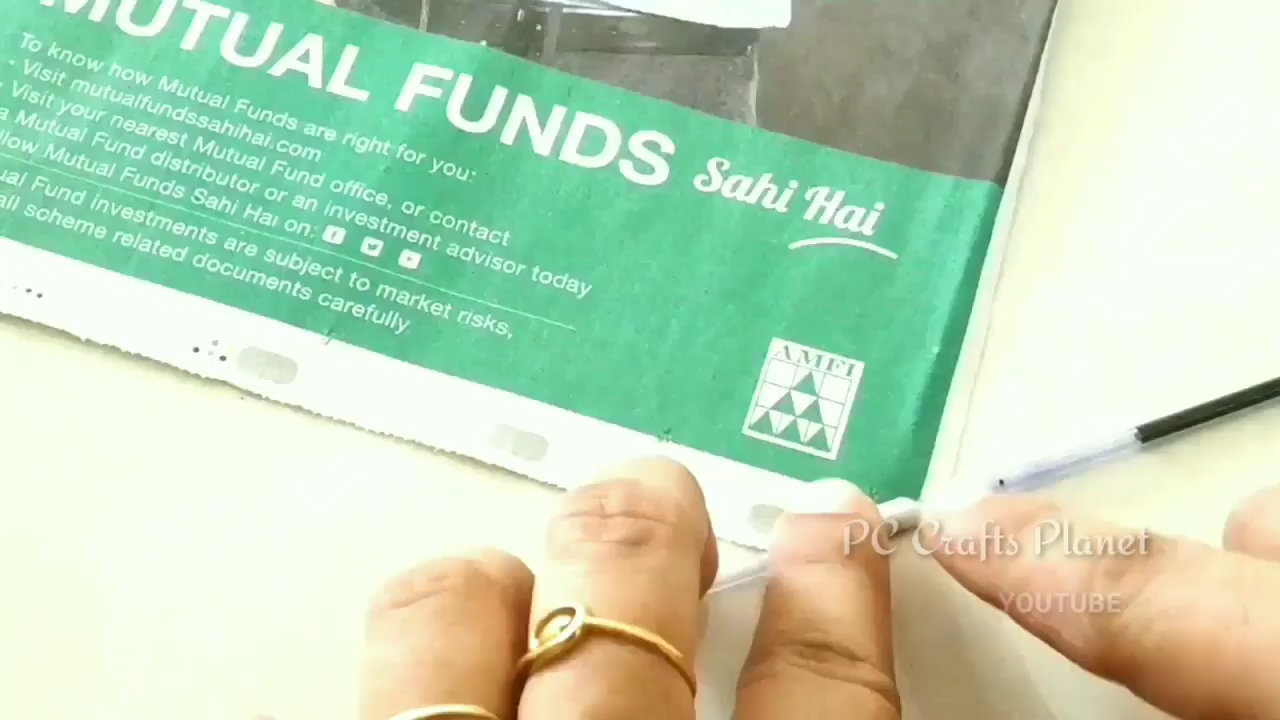 MUTUAL FUNDS Sahi Hai
To know how Mutual Funds are right for you:
• Visit mutualfundssahihai.com
• Visit your nearest Mutual Fund office, or contact
a Mutual Fund distributor or an investment advisor today
llow Mutual Funds Sahi Hai on:
ual Fund investments are subject to market risks,
all scheme related documents carefully
AMFI
PC Crafts Planet
YOUTUBE